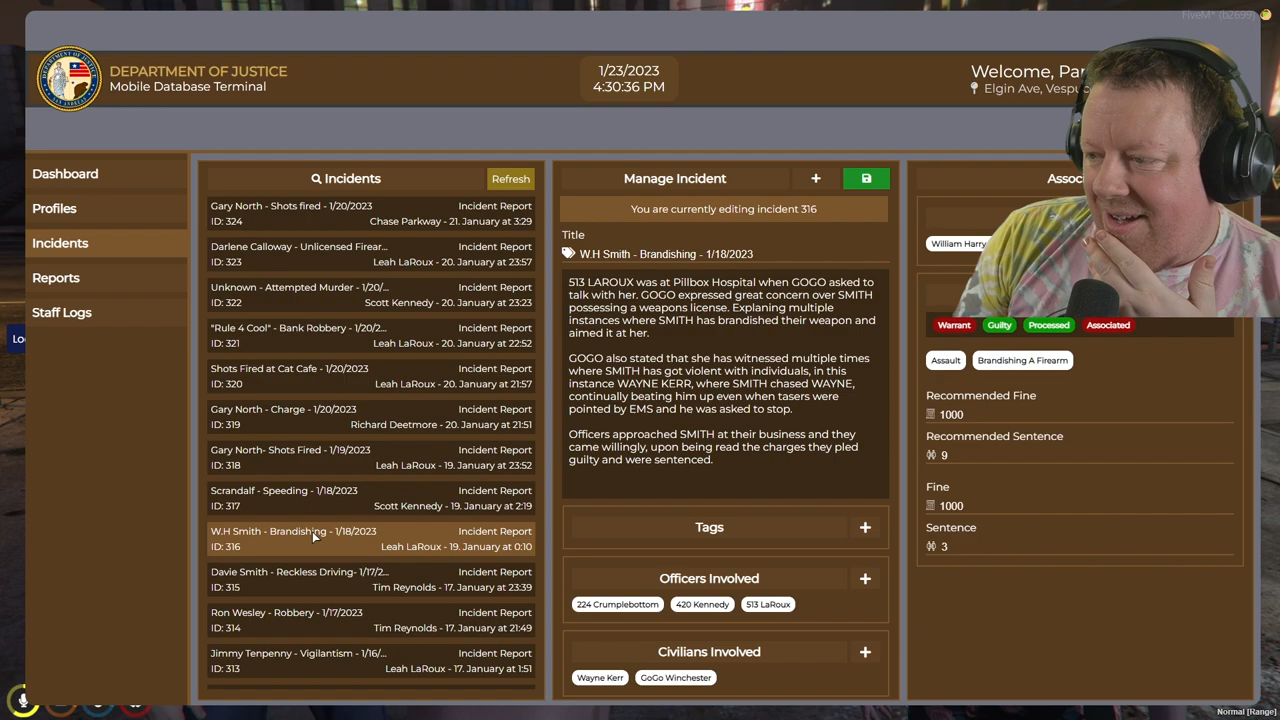 FiveM* (b2699)
DEPARTMENT OF JUSTICE
Mobile Database Terminal
1/23/2023
4:30:36 PM
Welcome, Par
Elgin Ave, Vespuc
Dashboard
Profiles
Incidents
Reports
Staff Logs
Incidents
Refresh
Gary North - Shots fired - 1/20/2023 Incident Report
ID: 324 Chase Parkway - 21. January at 3:29
Darlene Calloway - Unlicensed Firear... Incident Report
ID: 323 Leah LaRoux - 20. January at 23:57
Unknown - Attempted Murder - 1/20/... Incident Report
ID: 322 Scott Kennedy - 20. January at 23:23
"Rule 4 Cool" - Bank Robbery - 1/20/2... Incident Report
ID: 321 Leah LaRoux - 20. January at 22:52
Shots Fired at Cat Cafe - 1/20/2023 Incident Report
ID: 320 Leah LaRoux - 20. January at 21:57
Gary North - Charge - 1/20/2023 Incident Report
ID: 319 Richard Deetmore - 20. January at 21:51
Gary North- Shots Fired - 1/19/2023 Incident Report
ID: 318 Leah LaRoux - 19. January at 23:52
Scrandalf - Speeding - 1/18/2023 Incident Report
ID: 317 Scott Kennedy - 19. January at 2:19
W.H Smith - Brandishing - 1/18/2023 Incident Report
ID: 316 Leah LaRoux - 19. January at 0:10
Davie Smith - Reckless Driving- 1/17/2... Incident Report
ID: 315 Tim Reynolds - 17. January at 23:39
Ron Wesley - Robbery - 1/17/2023 Incident Report
ID: 314 Tim Reynolds - 17. January at 21:49
Jimmy Tenpenny - Vigilantism - 1/16/... Incident Report
ID: 313 Leah LaRoux - 17. January at 1:51
Manage Incident
You are currently editing incident 316
Title
W.H Smith - Brandishing - 1/18/2023
513 LAROUX was at Pillbox Hospital when GOGO asked to
talk with her. GOGO expressed great concern over SMITH
possessing a weapons license. Explaning multiple
instances where SMITH has brandished their weapon and
aimed it at her.
GOGO also stated that she has witnessed multiple times
where SMITH has got violent with individuals, in this
instance WAYNE KERR, where SMITH chased WAYNE,
continually beating him up even when tasers were
pointed by EMS and he was asked to stop.
Officers approached SMITH at their business and they
came willingly, upon being read the charges they pled
guilty and were sentenced.
Tags
Officers Involved
224 Crumplebottom 420 Kennedy 513 LaRoux
Civilians Involved
Wayne Kerr GoGo Winchester
Associ
William Harry
Warrant Guilty Processed Associated
Assault Brandishing A Firearm
Recommended Fine
1000
Recommended Sentence
9
Fine
1000
Sentence
3
Normal [Range]